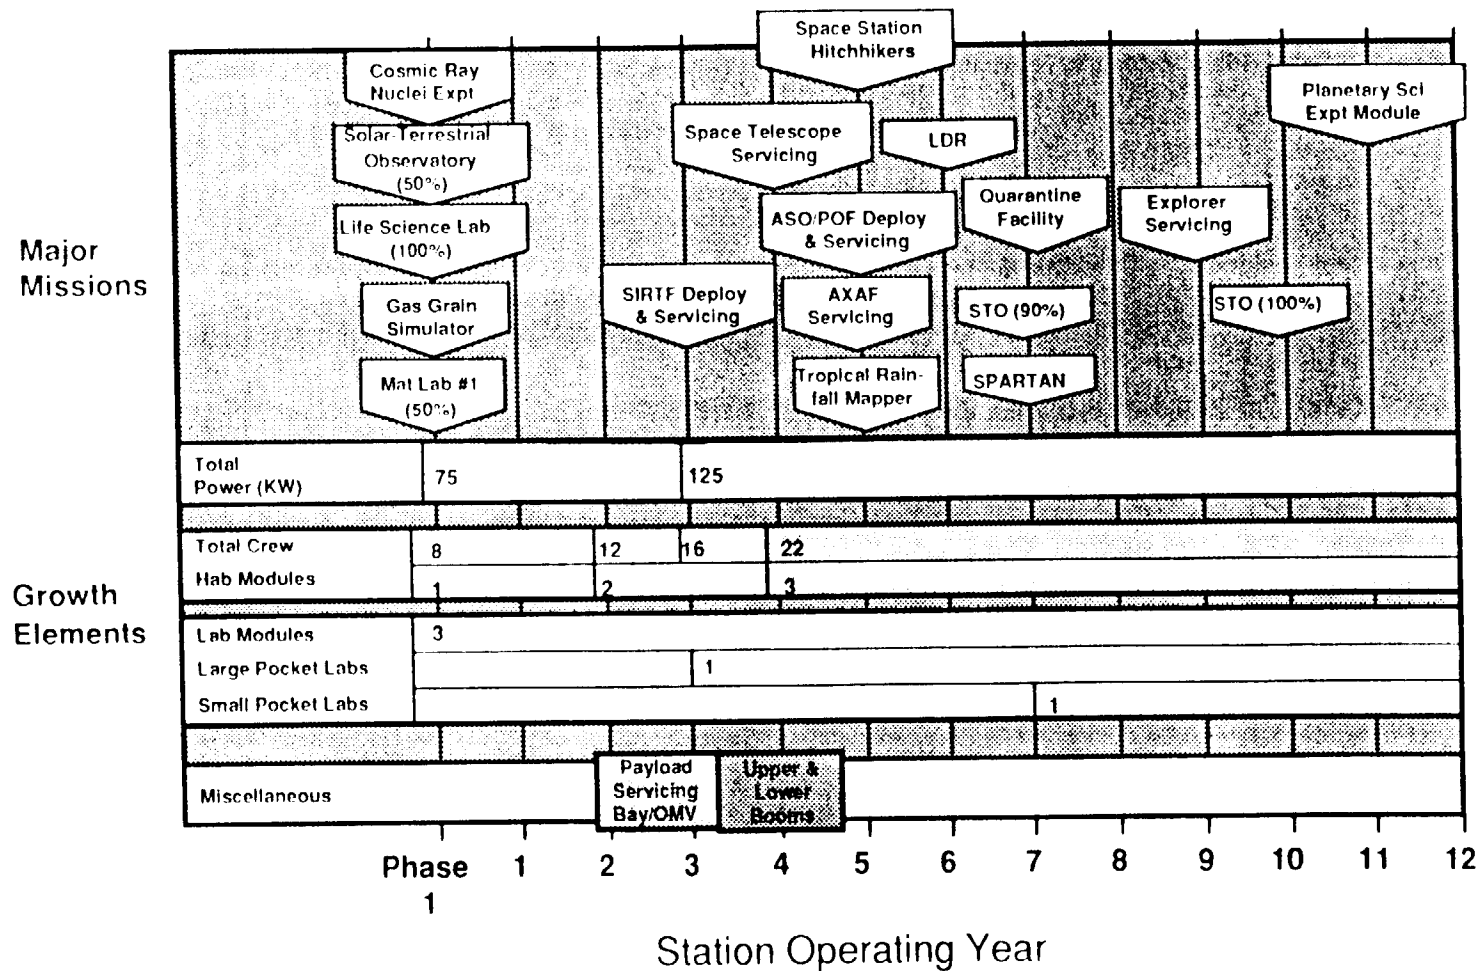 Space Station
Hitchhikers
Cosmic Ray
Nuclei Expt
Planetary Sci
Expt Module
Solar-Terrestrial
Observatory
(50%)
Space Telescope
Servicing
LDR
Quarantine
Facility
Explorer
Servicing
Life Science Lab
(100%)
ASO/POF Deploy
& Servicing
Major
Missions
Gas Grain
Simulator
SIRTF Deploy
& Servicing
AXAF
Servicing
STO (90%)
STO (100%)
Mat Lab #1
(50%)
Tropical Rain-
fall Mapper
SPARTAN
Total
Power (KW)
75
125
Total Crew
8
12
16
22
Hab Modules
1
2
3
Growth
Elements
Lab Modules
3
Large Pocket Labs
1
Small Pocket Labs
1
Miscellaneous
Payload
Servicing
Bay/OMV
Upper &
Lower
Booms
Phase
1
1 2 3 4 5 6 7 8 9 10 11 12
Station Operating Year